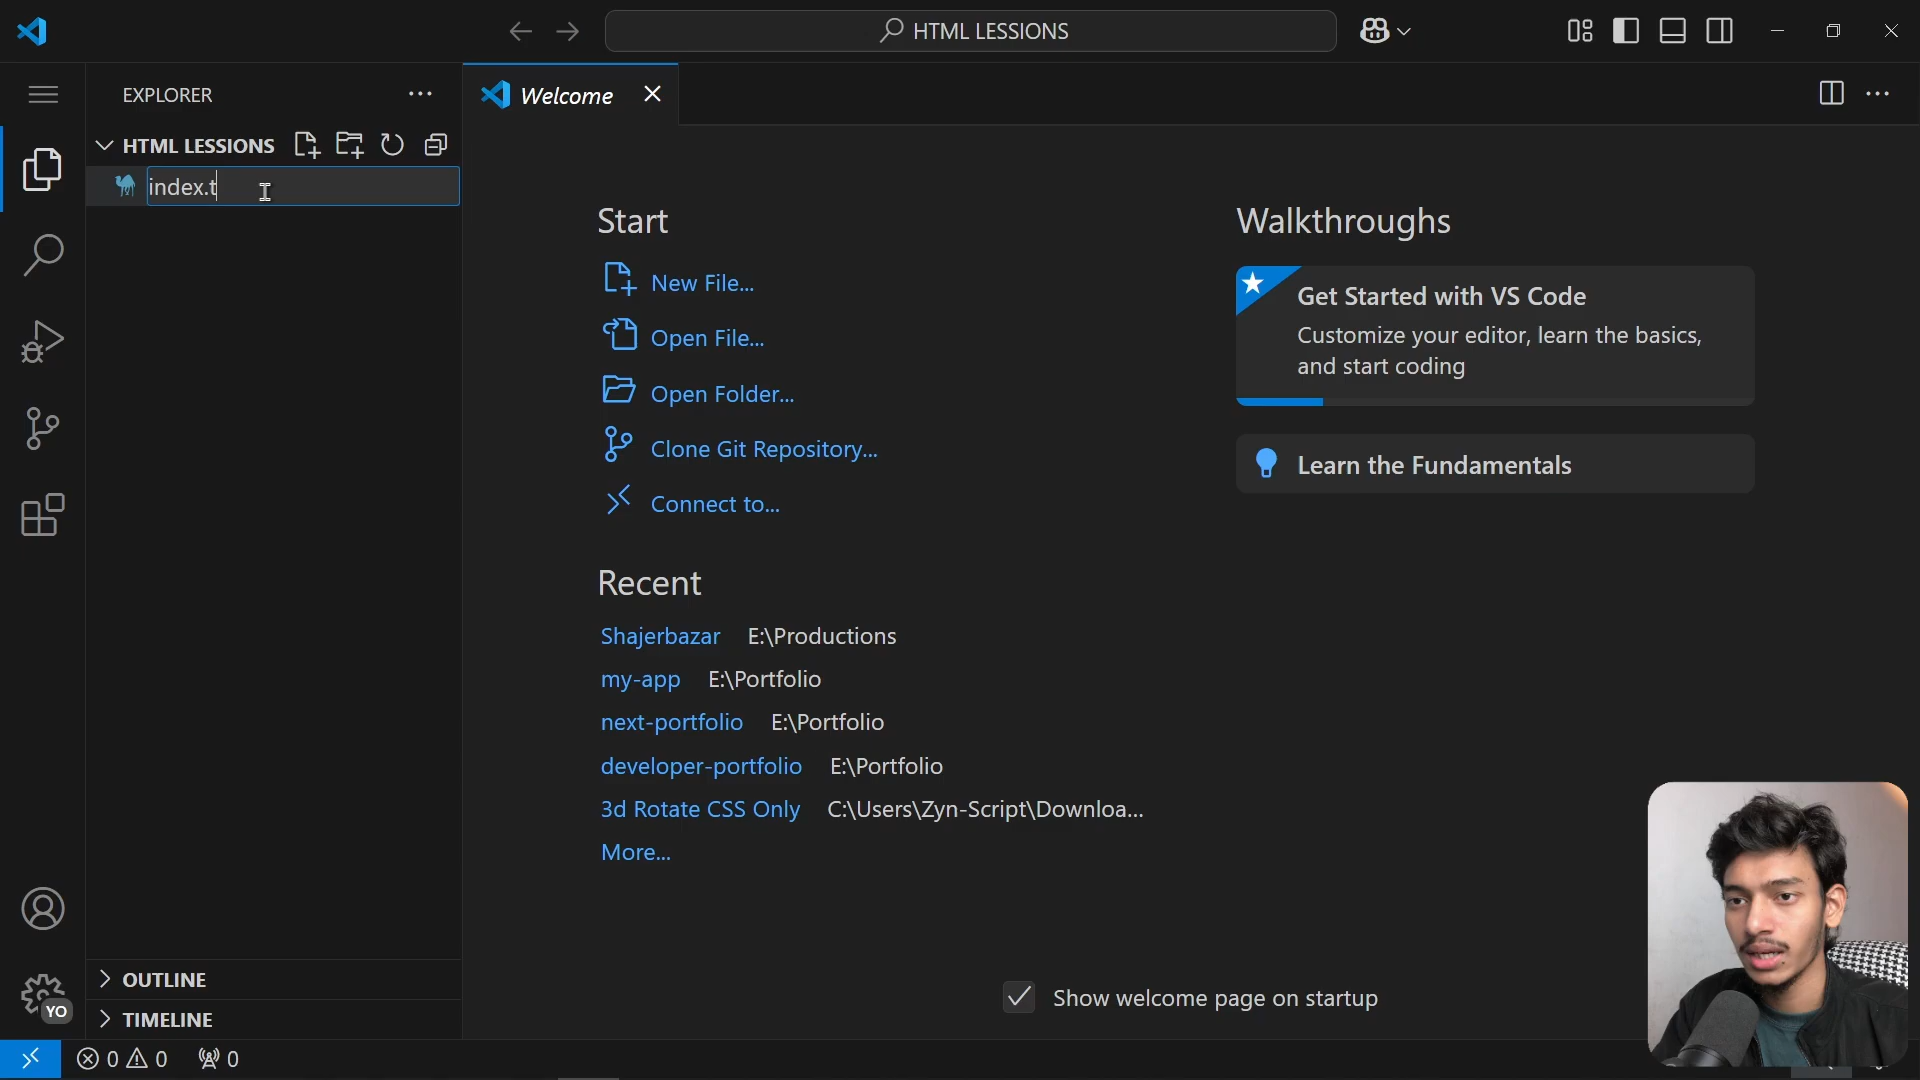 HTML LESSIONS
EXPLORER
Welcome
HTML LESSIONS
index.t
Start
New File...
Open File...
Open Folder...
Clone Git Repository...
Connect to...
Recent
Shajerbazar E:\Productions
my-app E:\Portfolio
next-portfolio E:\Portfolio
developer-portfolio E:\Portfolio
3d Rotate CSS Only C:\Users\Zyn-Script\Downloa...
More...
Walkthroughs
Get Started with VS Code
Customize your editor, learn the basics,
and start coding
Learn the Fundamentals
Show welcome page on startup
OUTLINE
TIMELINE
YO
0 0 0